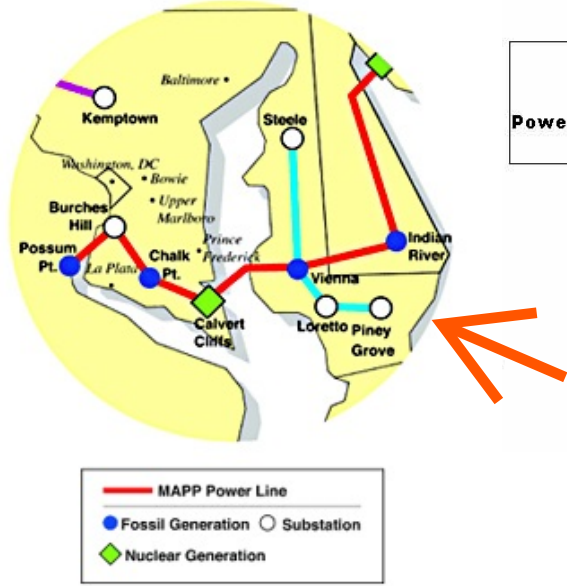 Baltimore
Kemptown
Steele
Washington, DC
Bowie
Upper
Marlboro
Burches
Hill
Prince
Frederick
Indian
River
Possum
Pt.
La Plata
Chalk
Pt.
Vienna
Calvert
Cliffs
Loretto
Piney
Grove
Powe
MAPP Power Line
Fossil Generation
Substation
Nuclear Generation